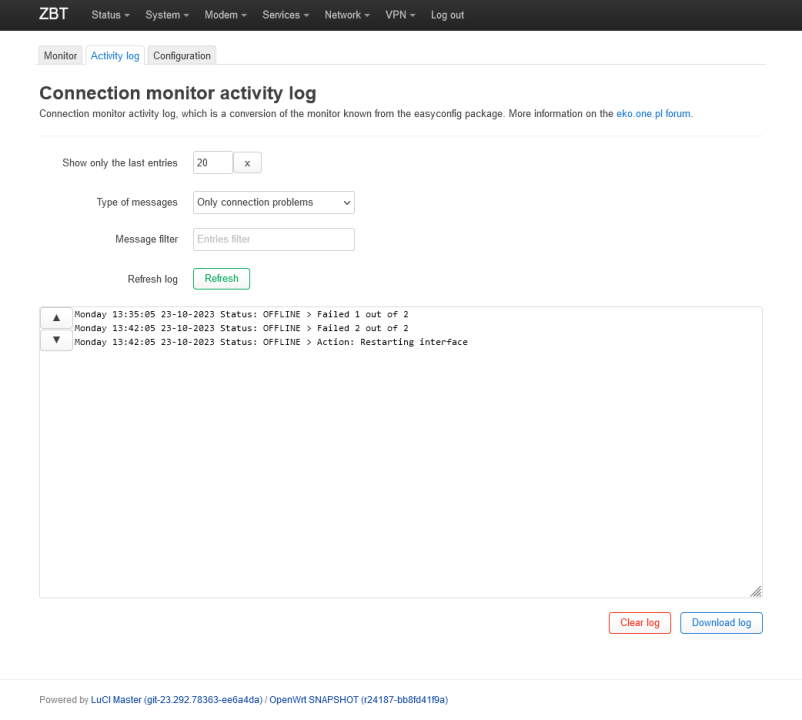 ZBT Status System Modem Services Network VPN Log out
Monitor Activity log Configuration
Connection monitor activity log
Connection monitor activity log, which is a conversion of the monitor known from the easyconfig package. More information on the eko.one.pl forum.
Show only the last entries 20 x
Type of messages Only connection problems
Message filter Entries filter
Refresh log Refresh
▲ Monday 13:35:05 23-10-2023 Status: OFFLINE > Failed 1 out of 2
Monday 13:42:05 23-10-2023 Status: OFFLINE > Failed 2 out of 2
▼ Monday 13:42:05 23-10-2023 Status: OFFLINE > Action: Restarting interface
Clear log Download log
Powered by LuCI Master (git-23.292.78363-ee6a4da) / OpenWrt SNAPSHOT (r24187-bb8fd41f9a)